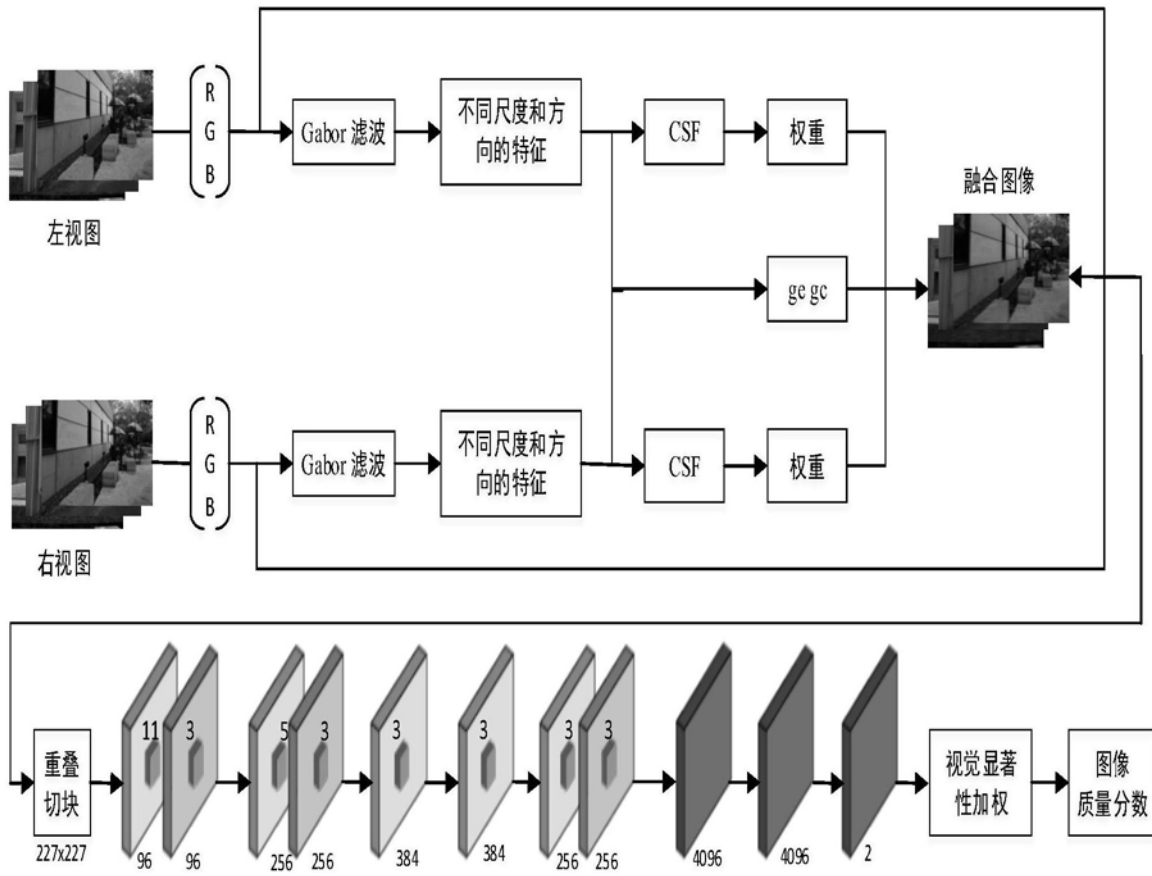 R
G
B
Gabor 滤波
不同尺度和方
向的特征
CSF
权重
左视图
融合图像
ge gc
R
G
B
Gabor 滤波
不同尺度和方
向的特征
CSF
权重
右视图
11
3
5
3
3
3
3
3
重叠
切块
视觉显著
性加权
图像
质量分数
227x227
96
96
256
256
384
384
256
256
4096
4096
2